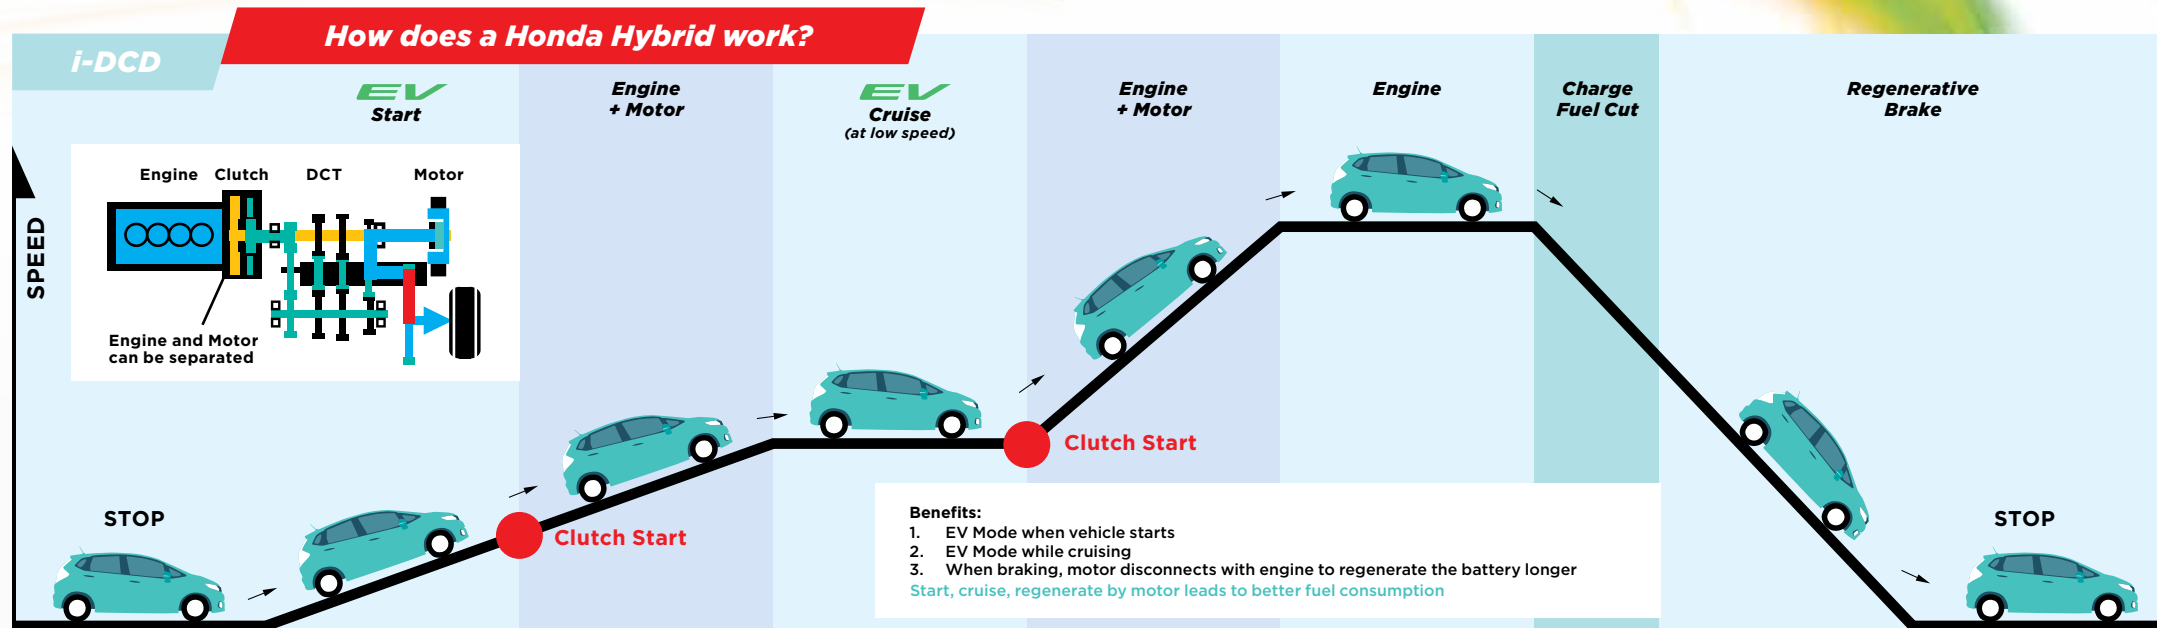 How does a Honda Hybrid work?
i-DCD
EV
Start
Engine
+ Motor
EV
Cruise
(at low speed)
Engine
+ Motor
Engine
Charge
Fuel Cut
Regenerative
Brake
SPEED
Engine Clutch DCT Motor
Engine and Motor
can be separated
STOP
Clutch Start
Clutch Start
Benefits:
1. EV Mode when vehicle starts
2. EV Mode while cruising
3. When braking, motor disconnects with engine to regenerate the battery longer
Start, cruise, regenerate by motor leads to better fuel consumption
STOP